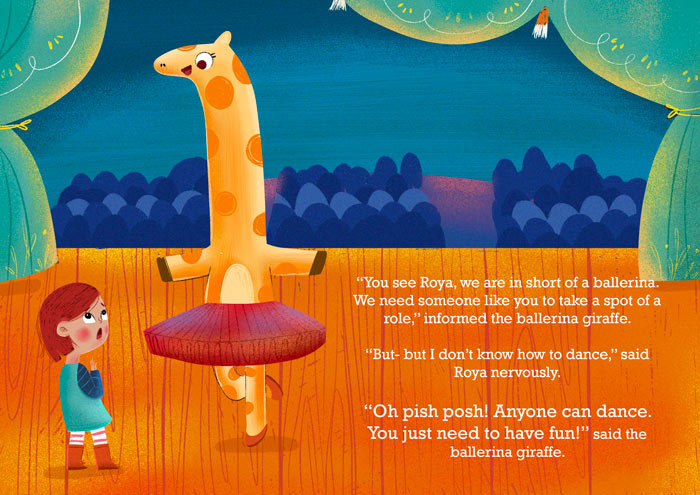 “You see Roya, we are in short of a ballerina.
We need someone like you to take a spot of a
role,” informed the ballerina giraffe.
“But- but I don’t know how to dance,” said
Roya nervously.
“Oh pish posh! Anyone can dance.
You just need to have fun!” said the
ballerina giraffe.